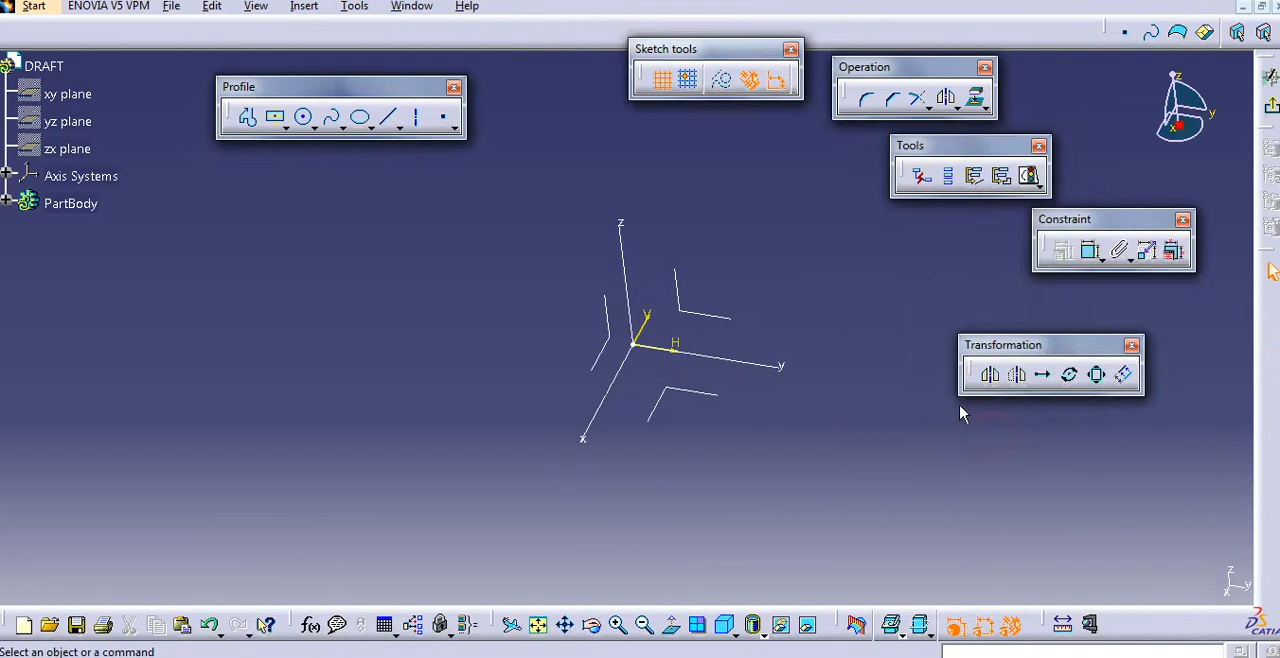 Start ENOVIA V5 VPM File Edit View Insert Tools Window Help
Sketch tools
Operation
DRAFT
Profile
xy plane
yz plane
zx plane
Axis Systems
PartBody
Tools
Constraint
Transformation
z
y
x
z
V
H
y
x
f(x)
z
y
x
CATIA
Select an object or a command